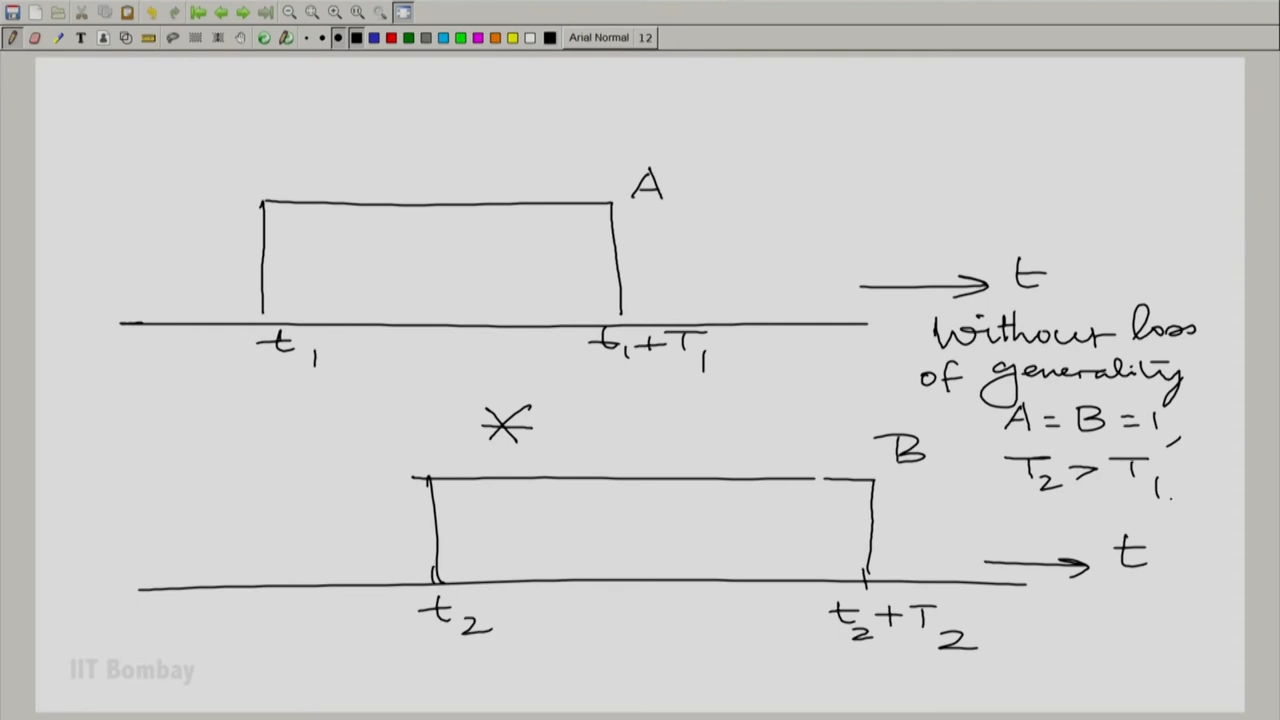 Arial Normal 12
A
t
t₁
t₁+T₁
Without loss
of generality
A = B = 1,
T₂ > T₁.
*
B
t
t₂
t₂+T₂
IIT Bombay